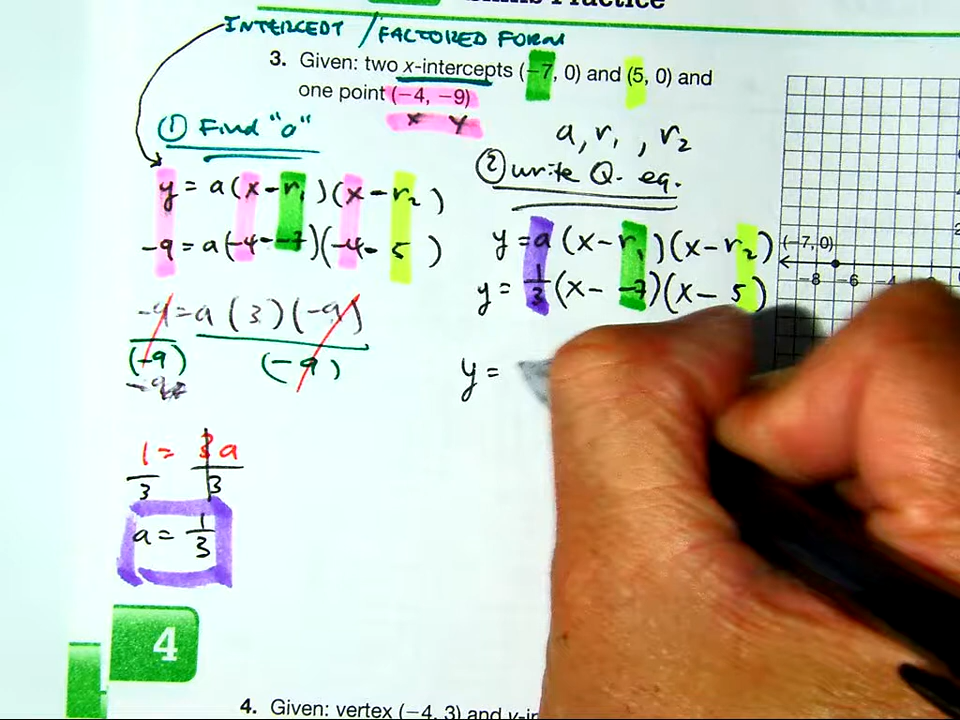 Practice
INTERCEPT / FACTORED FORM
3. Given: two x-intercepts (−7, 0) and (5, 0) and
one point (−4, −9)
x y
① Find "a"
a, r₁, r₂
② Write Q. eq.
y = a(x − r₁)(x − r₂)
−9 = a(−4 − −7)(−4 − 5)
−9 = a(3)(−9)
(−9) (−9)
1 = 3a
3 3
a = 1/3
y = a(x − r₁)(x − r₂)
y = 1/3(x − −7)(x − 5)
y =
(−7, 0)
−8 −6 −4
4
4. Given: vertex (−4, 3) and y-in